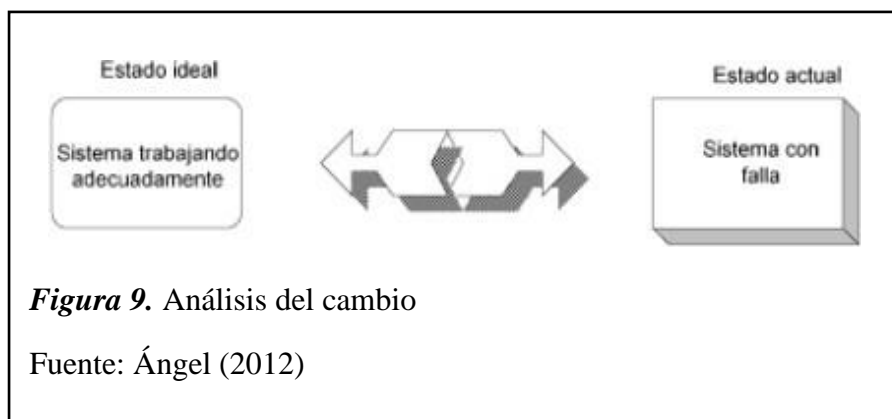 Estado ideal
Estado actual
Sistema trabajando
adecuadamente
Sistema con
falla
Figura 9. Análisis del cambio
Fuente: Ángel (2012)